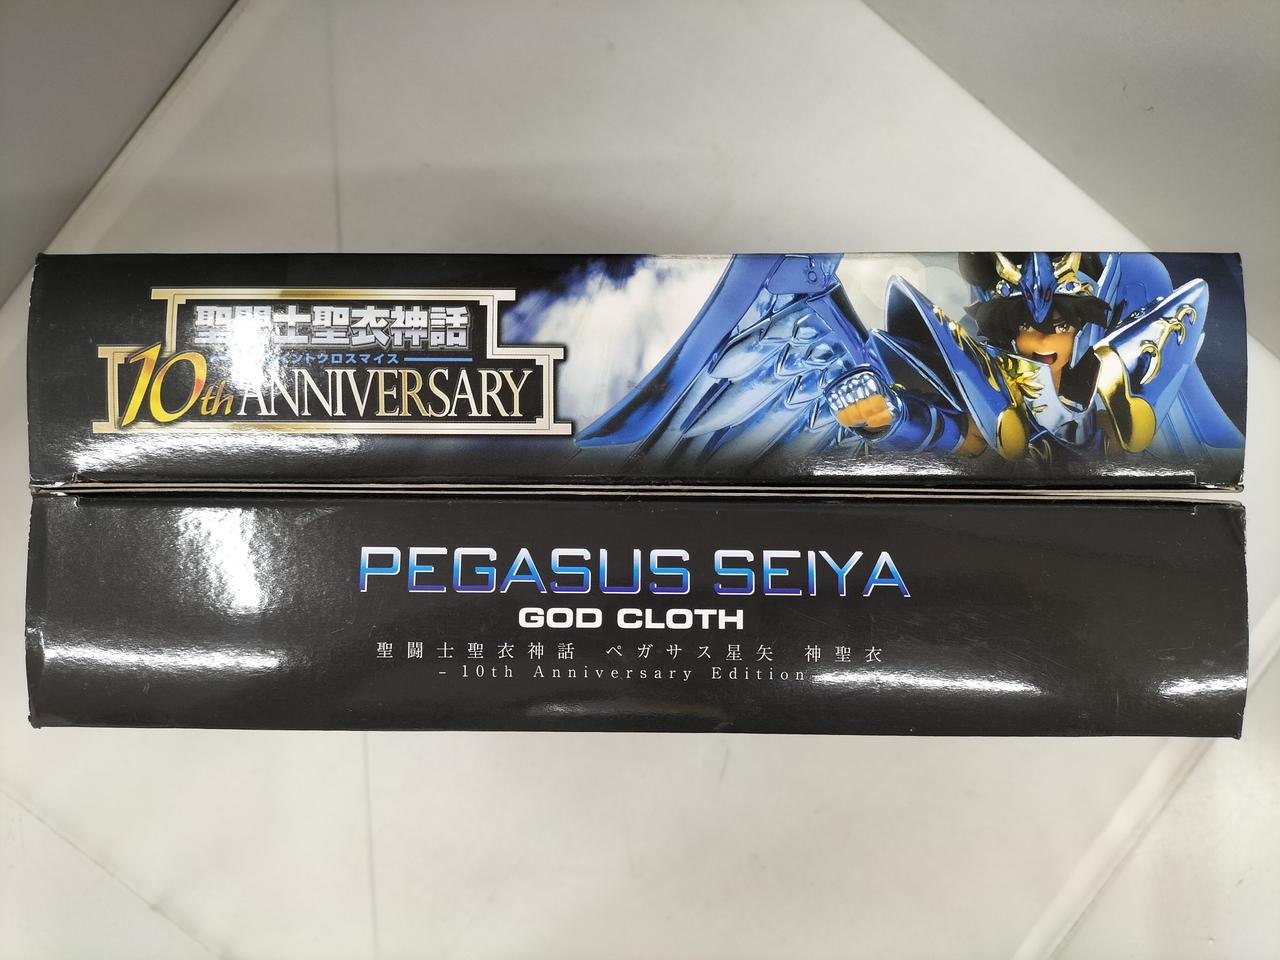 聖闘士聖衣神話
イントクロスマイス
10th ANNIVERSARY
PEGASUS SEIYA
GOD CLOTH
聖闘士聖衣神話 ペガサス星矢 神聖衣
– 10th Anniversary Edition